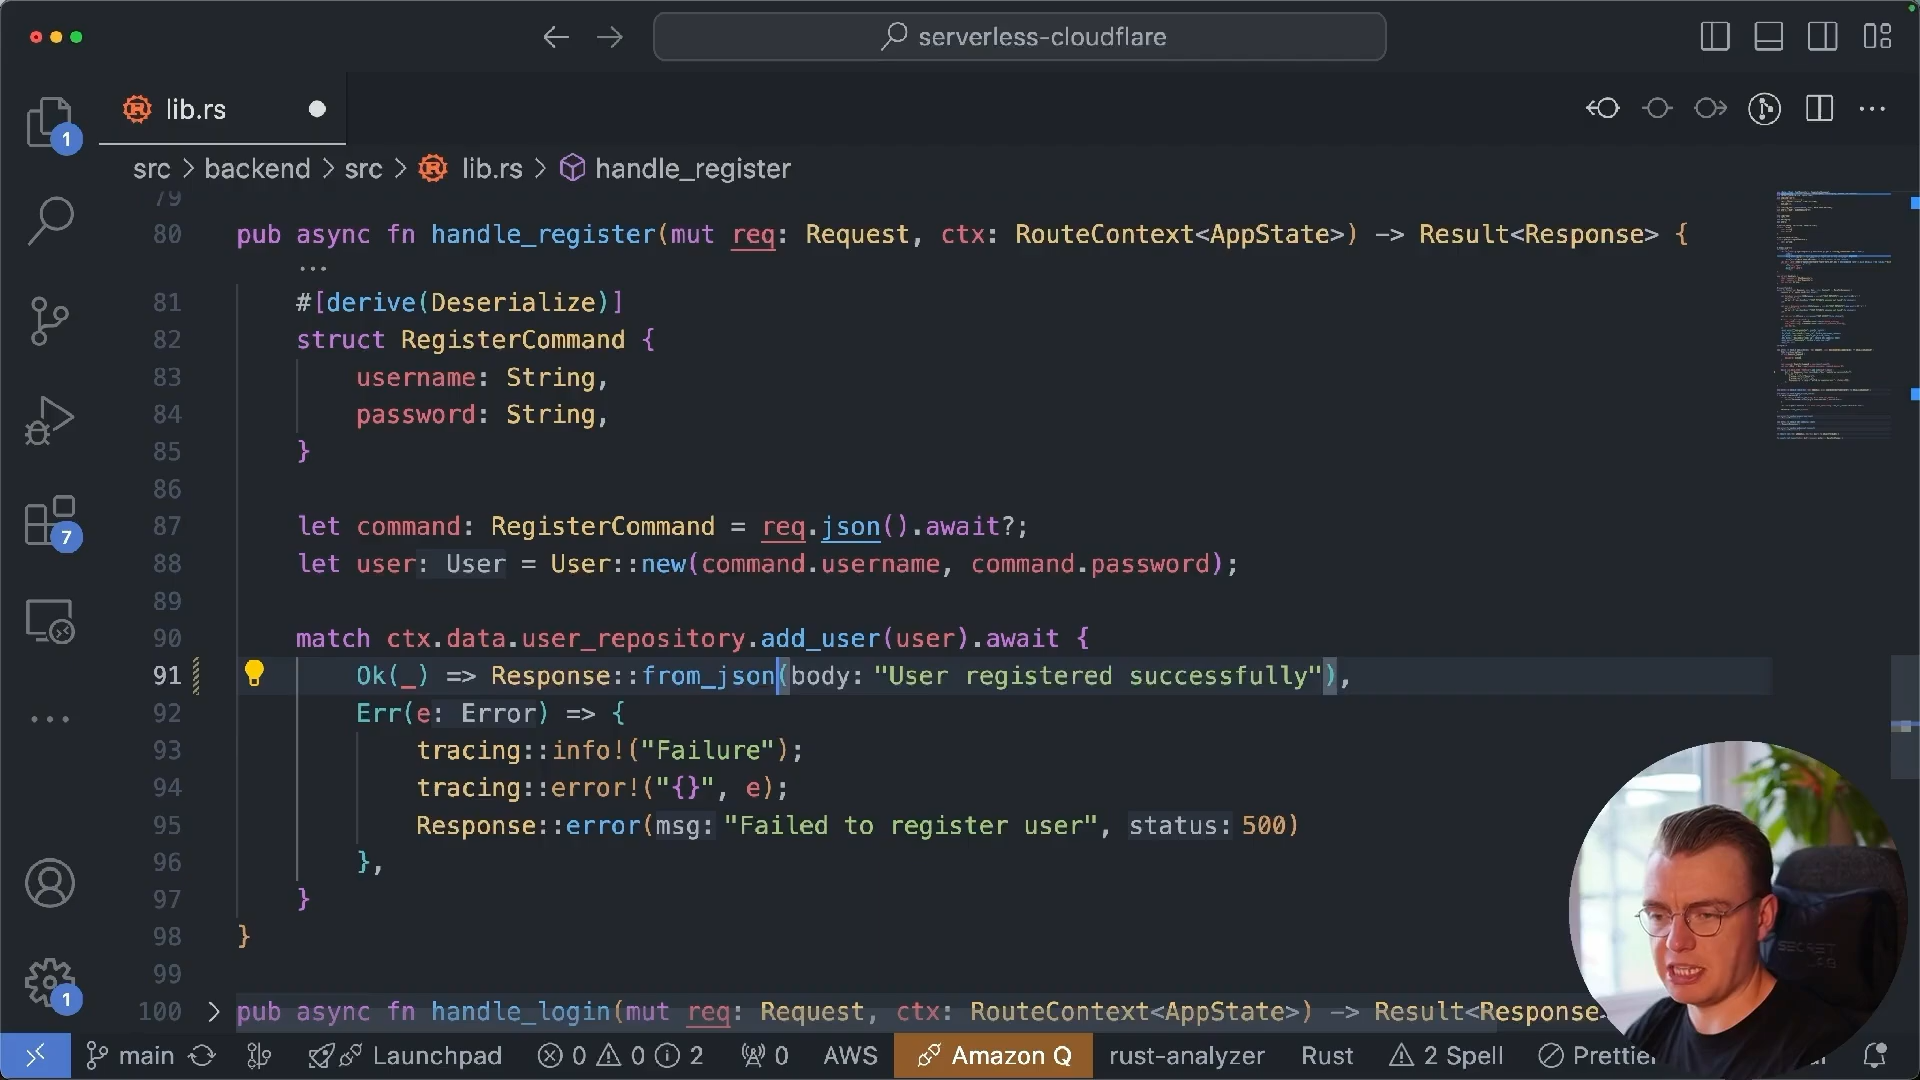 serverless-cloudflare
lib.rs
1
src > backend > src > lib.rs > handle_register
79
80 pub async fn handle_register(mut req: Request, ctx: RouteContext<AppState>) -> Result<Response> {
...
81 #[derive(Deserialize)]
82 struct RegisterCommand {
83 username: String,
84 password: String,
85 }
86
87 let command: RegisterCommand = req.json().await?;
88 let user: User = User::new(command.username, command.password);
7
89
90 match ctx.data.user_repository.add_user(user).await {
91 Ok(_) => Response::from_json(body: "User registered successfully"),
92 Err(e: Error) => {
93 tracing::info!("Failure");
94 tracing::error!("{}", e);
95 Response::error(msg: "Failed to register user", status: 500)
96 },
97 }
98 }
99
1
100 pub async fn handle_login(mut req: Request, ctx: RouteContext<AppState>) -> Result<Response
main Launchpad 0 0 2 0 AWS Amazon Q rust-analyzer Rust 2 Spell Prettier